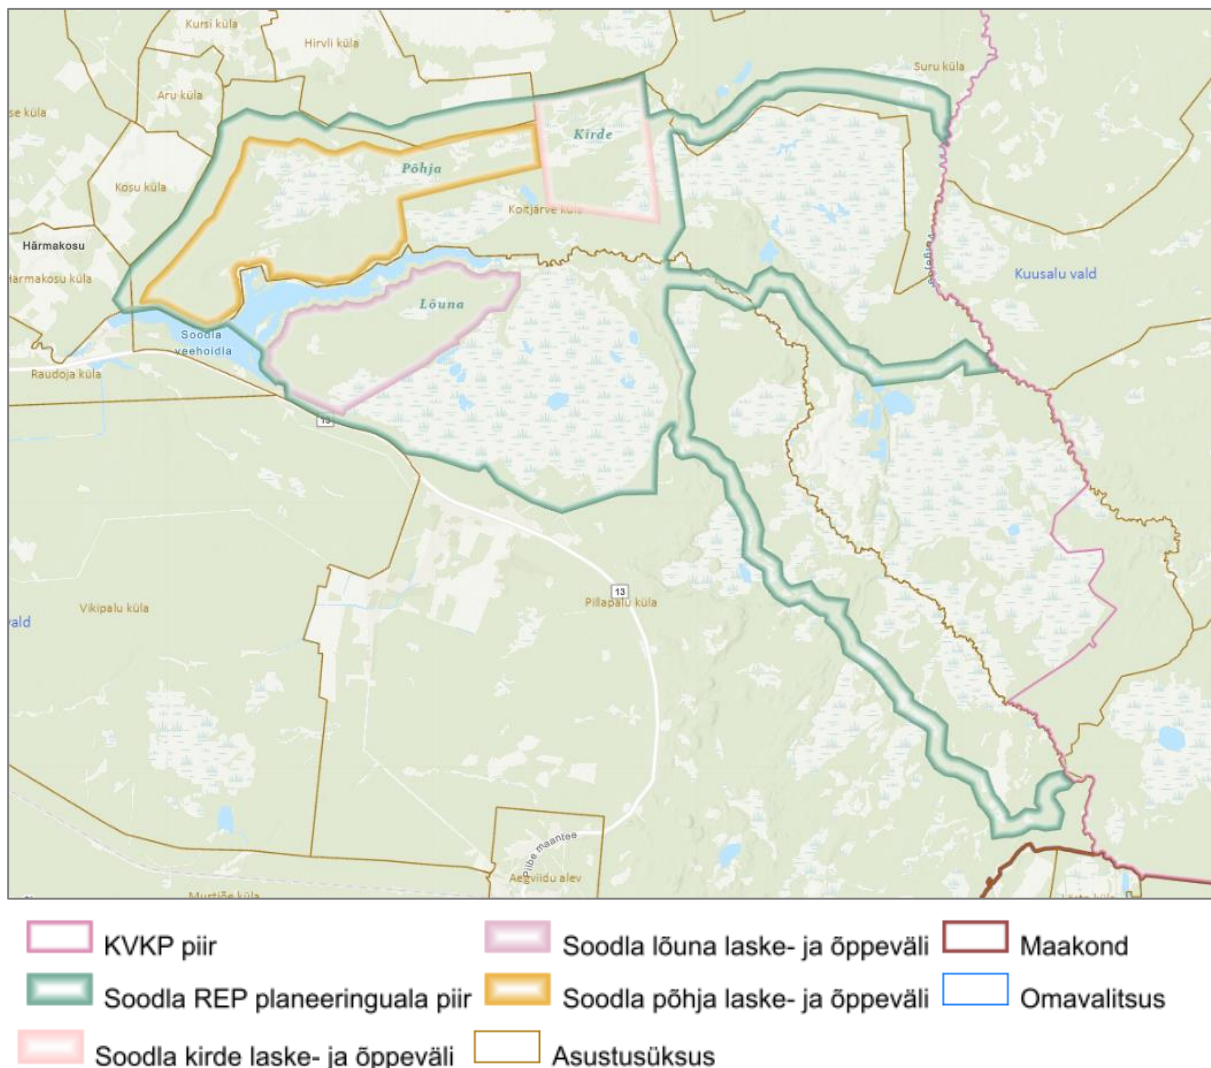 Kursi küla
Hirvli küla
Suru küla
Aru küla
se küla
Kirde
Põhja
Kosu küla
Koitjärve küla
Härmakosu
Härmakosu küla
Kuusalu vald
Lõuna
Soodla
veehoidla
Raudoja küla
13
13
Vikipalu küla
Pillapalu küla
vald
Piibe maantee
Aegviidu alev
KVKP piir
Soodla lõuna laske- ja õppeväli
Maakond
Soodla REP planeeringuala piir
Soodla põhja laske- ja õppeväli
Omavalitsus
Soodla kirde laske- ja õppeväli
Asustusüksus